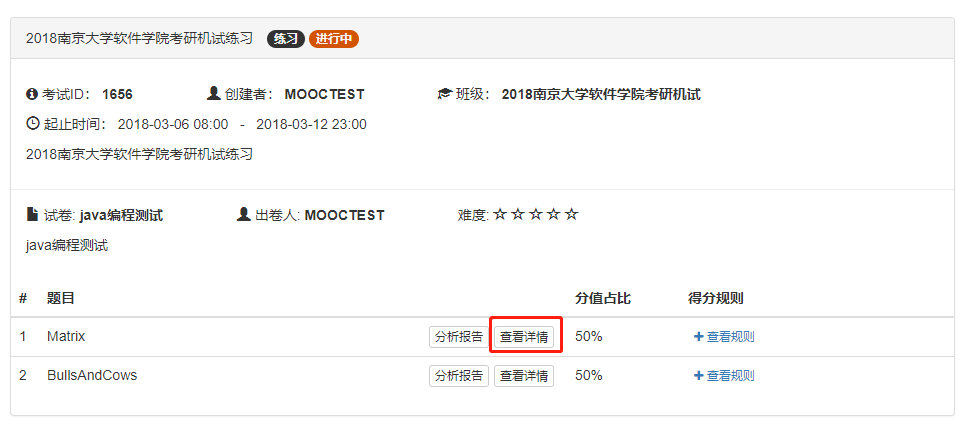 2018南京大学软件学院考研机试练习 练习 进行中
考试ID： 1656 创建者： MOOCTEST 班级： 2018南京大学软件学院考研机试
起止时间： 2018-03-06 08:00 - 2018-03-12 23:00
2018南京大学软件学院考研机试练习
试卷: java编程测试 出卷人: MOOCTEST 难度: ☆☆☆☆☆
java编程测试
# 题目 分值占比 得分规则
1 Matrix 分析报告 查看详情 50% +查看规则
2 BullsAndCows 分析报告 查看详情 50% +查看规则